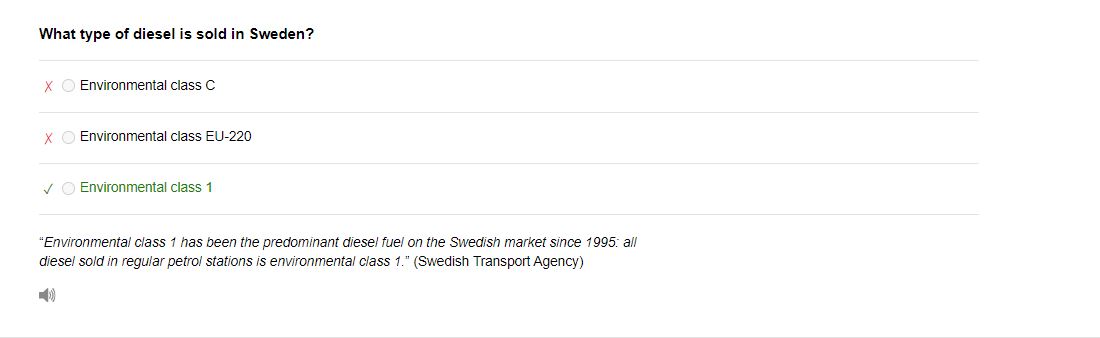 What type of diesel is sold in Sweden?
Environmental class C
Environmental class EU-220
Environmental class 1
“Environmental class 1 has been the predominant diesel fuel on the Swedish market since 1995: all
diesel sold in regular petrol stations is environmental class 1.” (Swedish Transport Agency)